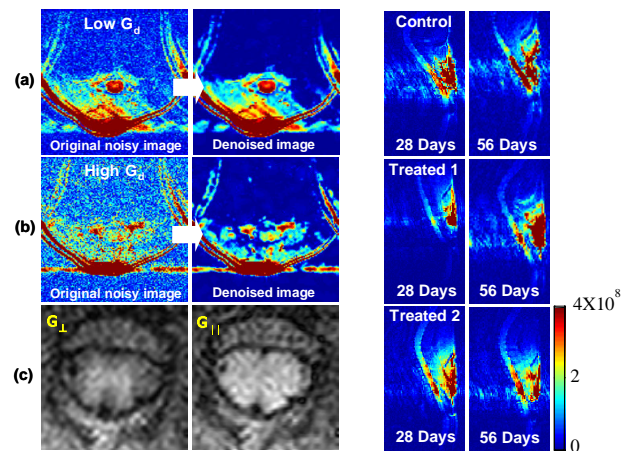 Low G_d
(a)
Original noisy image
Denoised image
High G_d
(b)
Original noisy image
Denoised image
(c)
G_⊥
G_||
Control
28 Days
56 Days
Treated 1
28 Days
56 Days
Treated 2
28 Days
56 Days
4X10^8
2
0